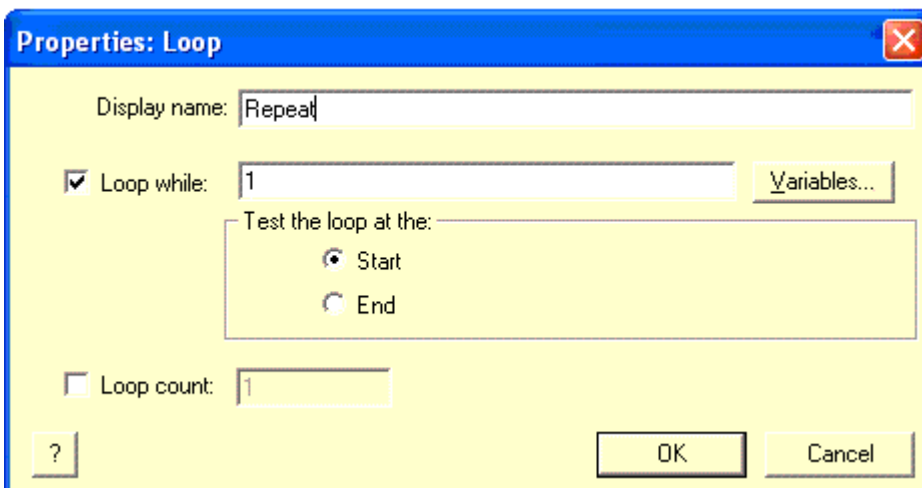 Properties: Loop
Display name: Repeat
Loop while: 1 Variables...
Test the loop at the:
Start
End
Loop count: 1
? OK Cancel